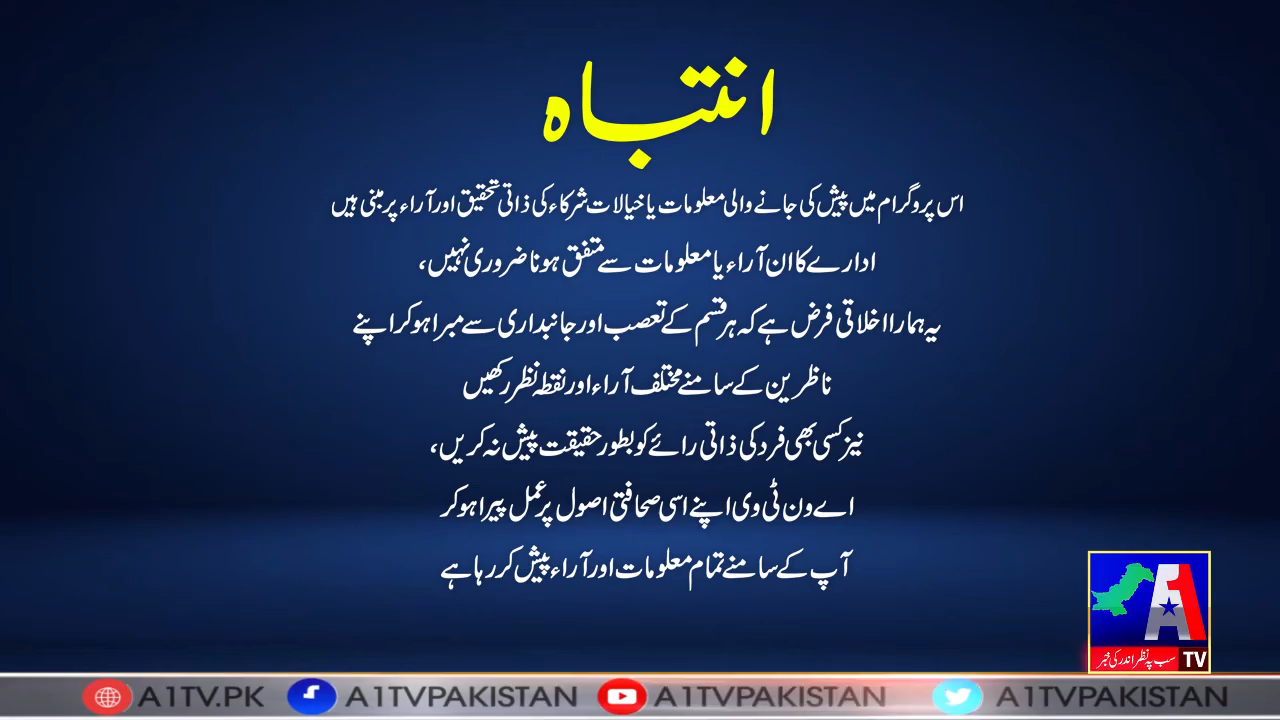 انتباہ
اس پروگرام میں پیش کی جانے والی معلومات یا خیالات شرکاء کی ذاتی تحقیق اور آراء پر مبنی ہیں
ادارے کا ان آراء یا معلومات سے متفق ہونا ضروری نہیں،
یہ ہمارا اخلاقی فرض ہے کہ ہر قسم کے تعصب اور جانبداری سے مبرا ہو کر اپنے
ناظرین کے سامنے مختلف آراء اور نقطہ نظر رکھیں
نیز کسی بھی فرد کی ذاتی رائے کو بطور حقیقت پیش نہ کریں،
اے ون ٹی وی اپنے اسی صحافتی اصول پر عمل پیرا ہو کر
آپ کے سامنے تمام معلومات اور آراء پیش کر رہا ہے
A1
سب پہ نظر اندر کی خبر TV
A1TV.PK A1TVPAKISTAN A1TVPAKISTAN A1TVPAKISTAN